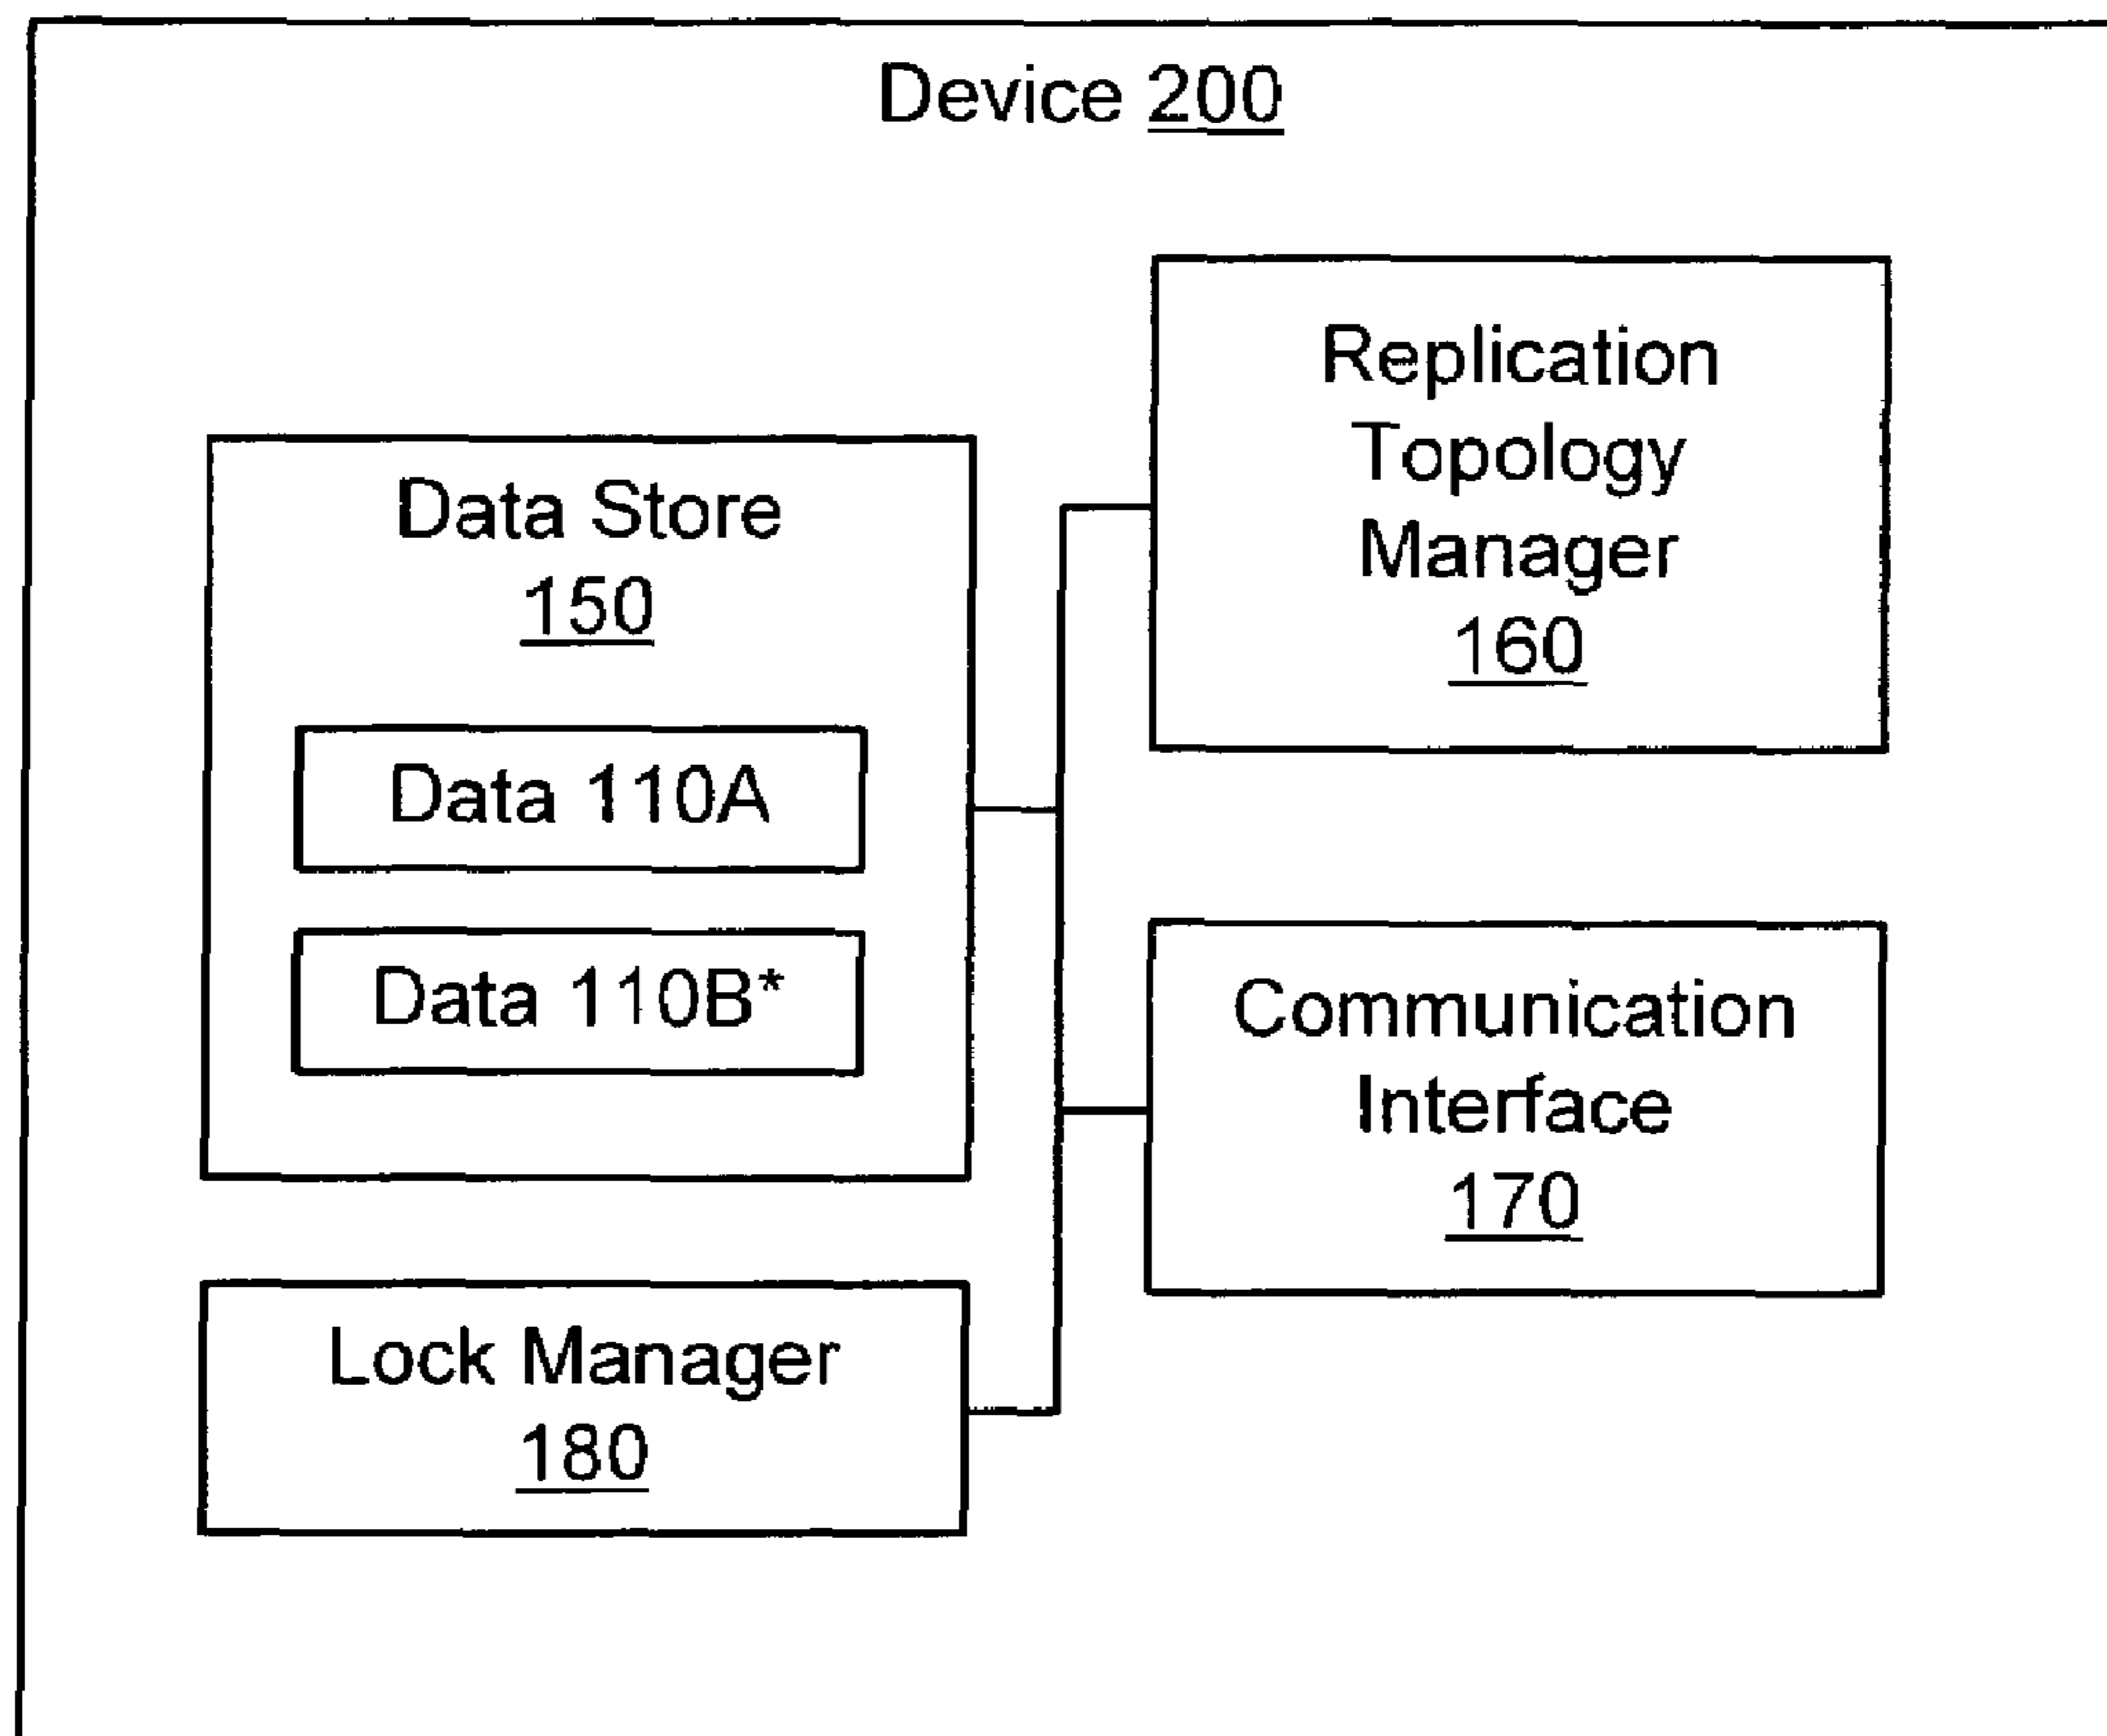 Device 200
Data Store
150
Data 110A
Data 110B*
Lock Manager
180
Replication
Topology
Manager
160
Communication
Interface
170